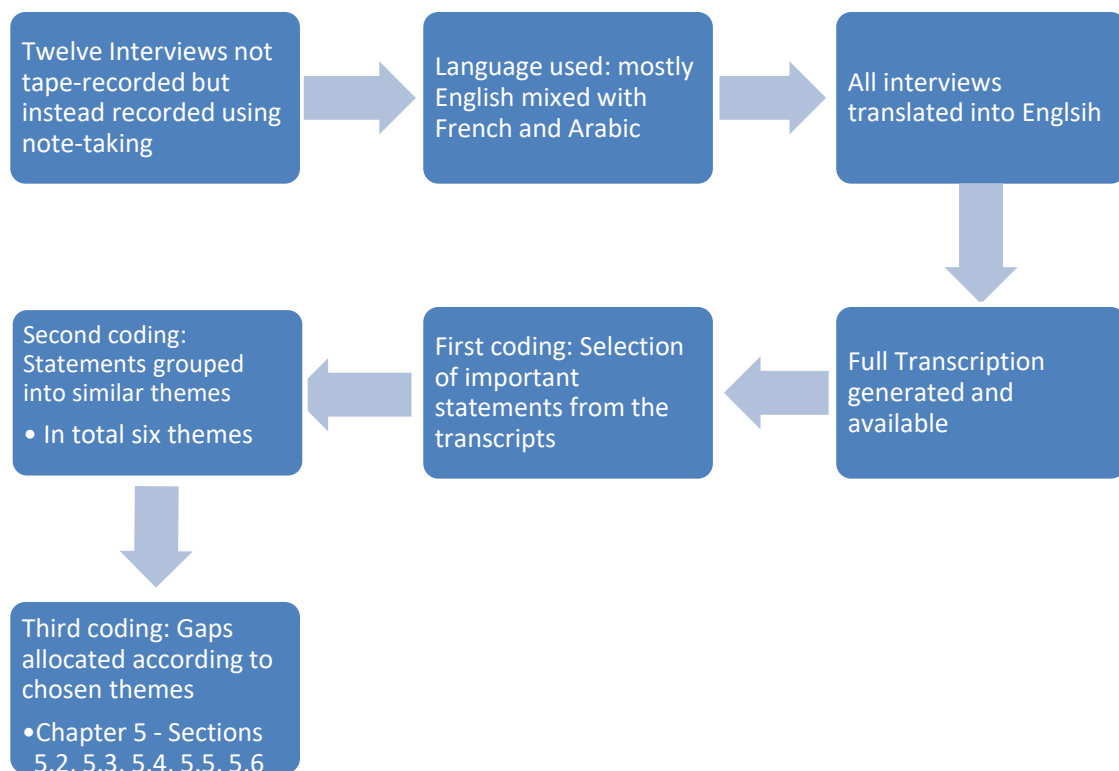 Twelve Interviews not
tape-recorded but
instead recorded using
note-taking
Language used: mostly
English mixed with
French and Arabic
All interviews
translated into Englsih
Full Transcription
generated and
available
First coding: Selection
of important
statements from the
transcripts
Second coding:
Statements grouped
into similar themes
• In total six themes
Third coding: Gaps
allocated according to
chosen themes
•Chapter 5 - Sections
5.2, 5.3, 5.4, 5.5, 5.6